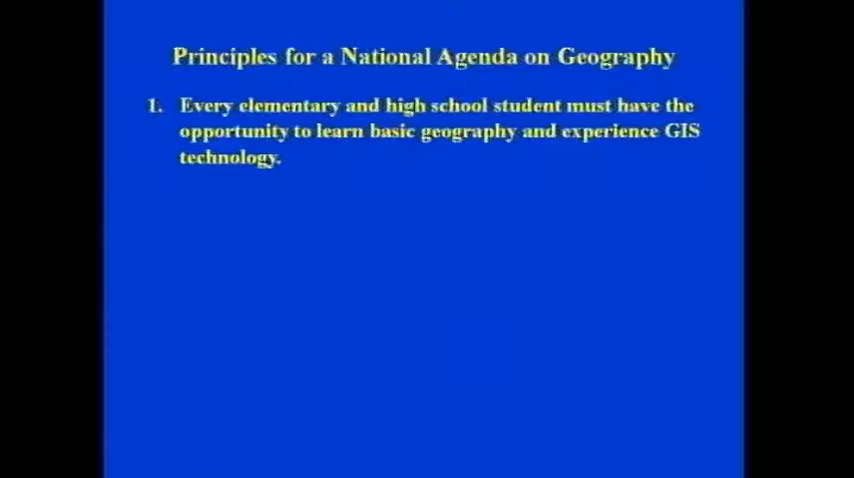 Principles for a National Agenda on Geography
1. Every elementary and high school student must have the
opportunity to learn basic geography and experience GIS
technology.